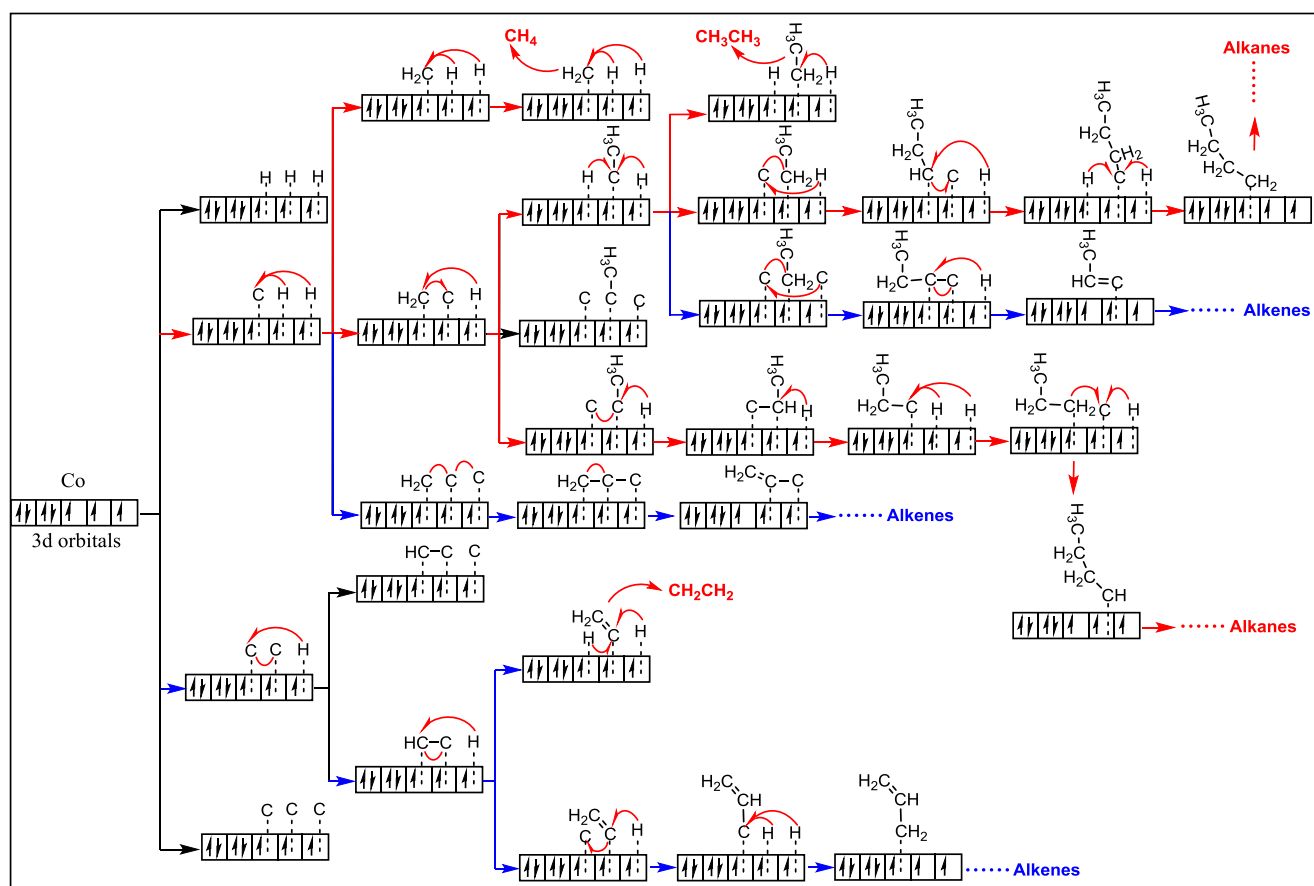 CH4
H2C H H
H2C H H
CH3CH3
H3C
H CH2 H
Alkanes
H H H
H3C
H C H
H3C
C CH2 H
H3C
H2C
HC C H
H3C
H2C
CH2
H C H
H3C
H2C
H2C
CH2
C H H
H2C C H
H3C
C C C
H3C
C CH2 C
H3C
H2C C C H
H3C
HC=C
Alkenes
H3C
C C H
H3C
C-CH H
H3C
H2C-C H H
H3C
H2C-CH2 C H
Co
3d orbitals
H2C C C
H2C-C-C
H2C=C-C
Alkenes
H3C
H2C
H2C
CH
Alkanes
HC-C C
CH2CH2
H2C
H C H
C C H
HC-C H
H2C
C C H
H2C
CH
C H H
H2C
CH
CH2
Alkenes
C C C